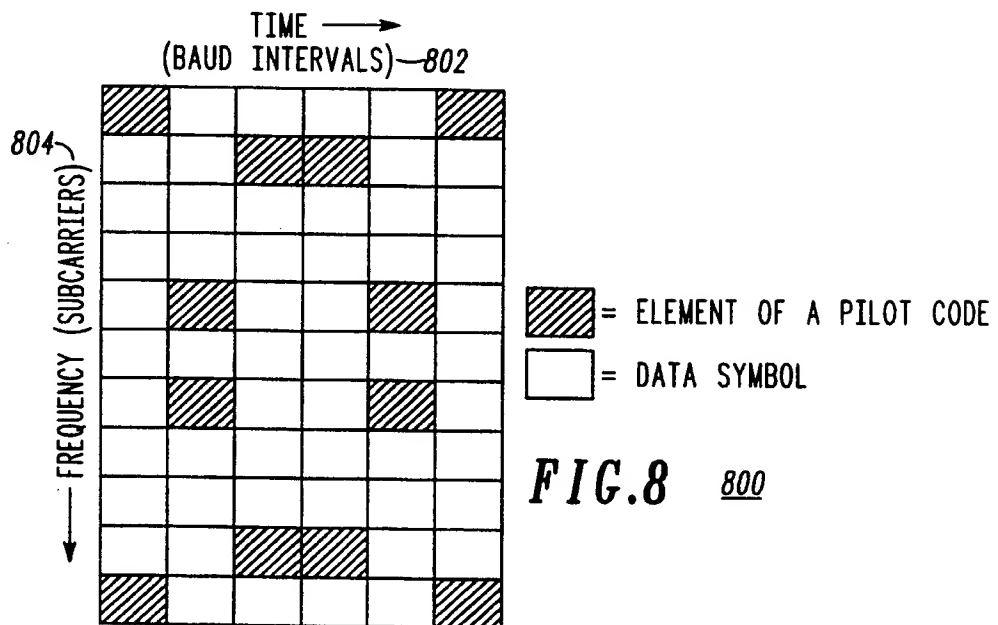 TIME
(BAUD INTERVALS) 802
804
FREQUENCY (SUBCARRIERS)
= ELEMENT OF A PILOT CODE
= DATA SYMBOL
FIG.8 800